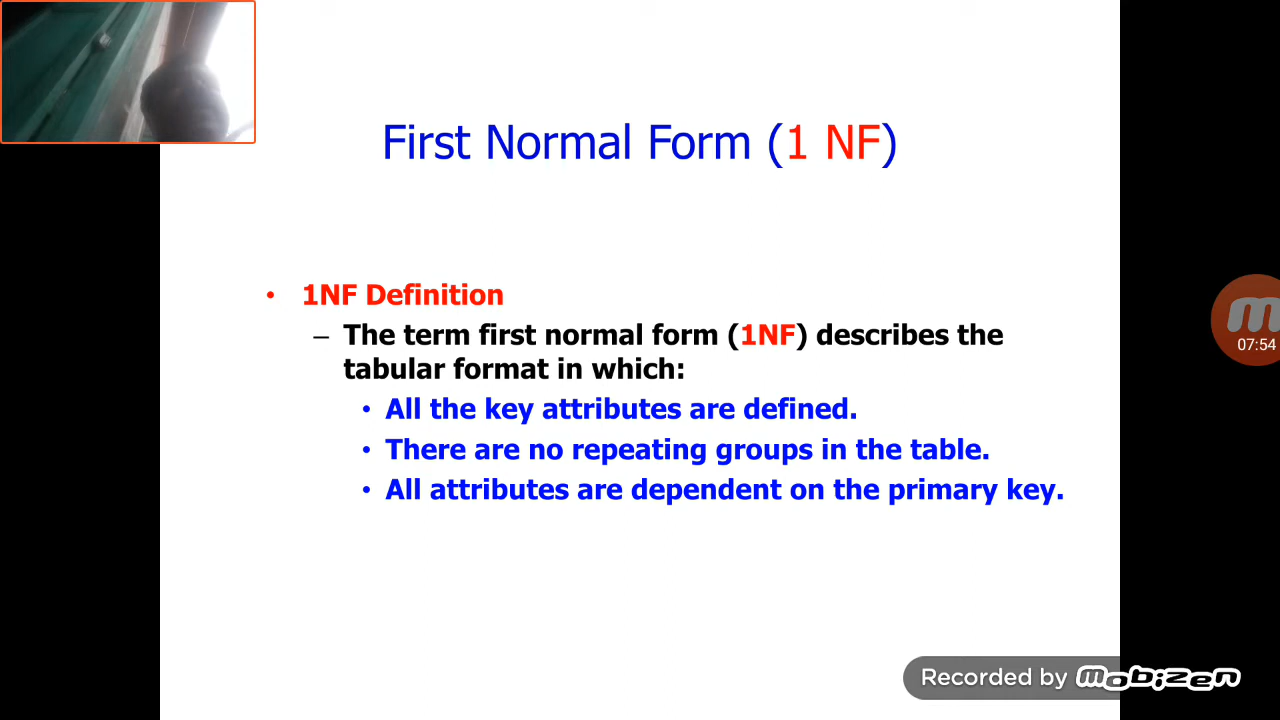 First Normal Form (1 NF)
• 1NF Definition
– The term first normal form (1NF) describes the
tabular format in which:
• All the key attributes are defined.
• There are no repeating groups in the table.
• All attributes are dependent on the primary key.
07:54
Recorded by mobizen